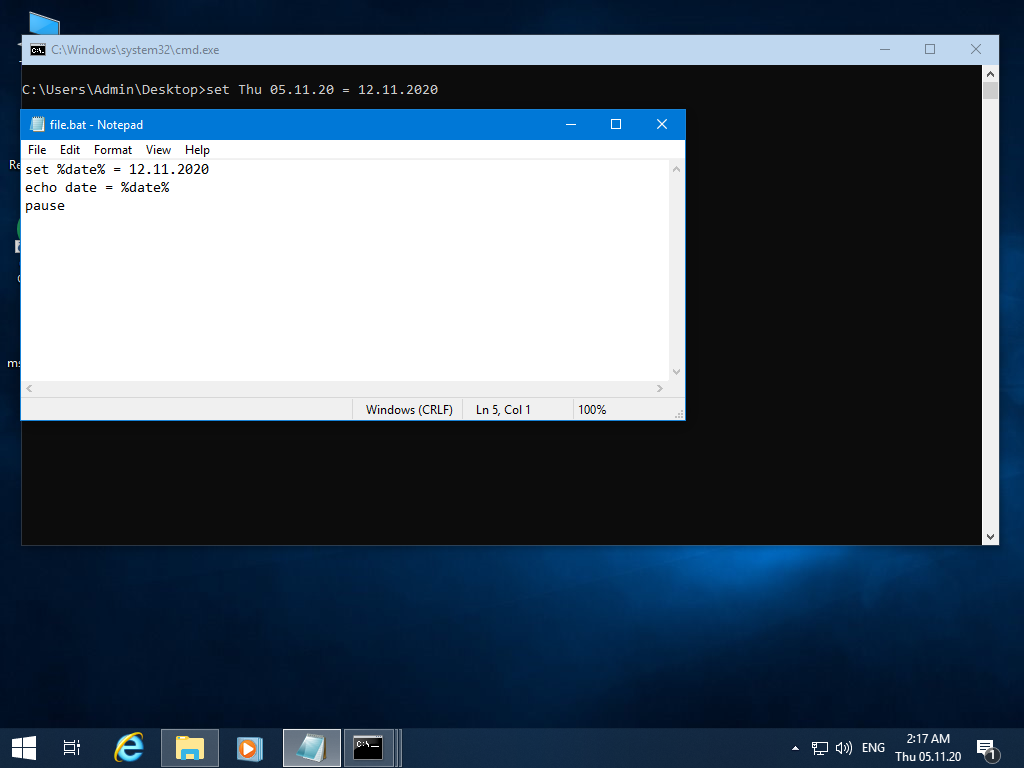 C:\Windows\system32\cmd.exe
C:\Users\Admin\Desktop>set Thu 05.11.20 = 12.11.2020
file.bat - Notepad
File Edit Format View Help
set %date% = 12.11.2020
echo date = %date%
pause
Windows (CRLF) Ln 5, Col 1 100%
ENG
2:17 AM
Thu 05.11.20
1